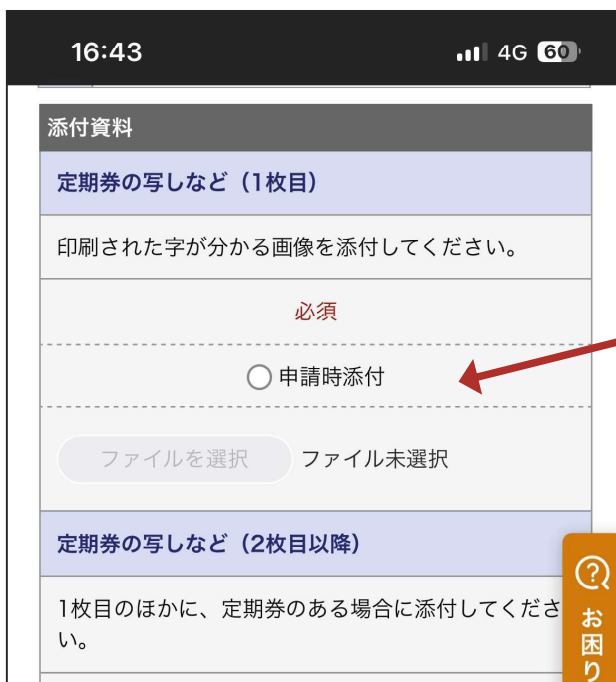 16:43
4G 60
添付資料
定期券の写しなど（1枚目）
印刷された字が分かる画像を添付してください。
必須
申請時添付
ファイルを選択 ファイル未選択
定期券の写しなど（2枚目以降）
1枚目のほかに、定期券のある場合に添付してくださ
い。
お困り